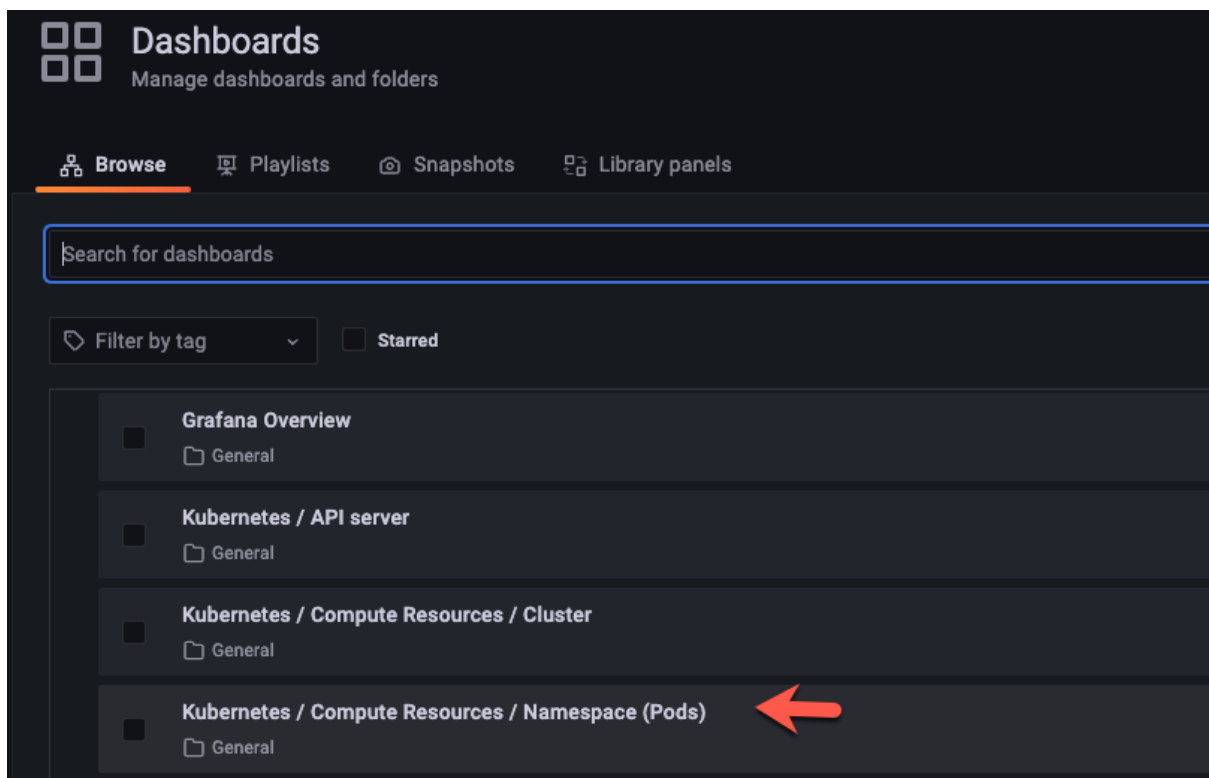 Dashboards
Manage dashboards and folders
Browse Playlists Snapshots Library panels
Search for dashboards
Filter by tag Starred
Grafana Overview
General
Kubernetes / API server
General
Kubernetes / Compute Resources / Cluster
General
Kubernetes / Compute Resources / Namespace (Pods)
General